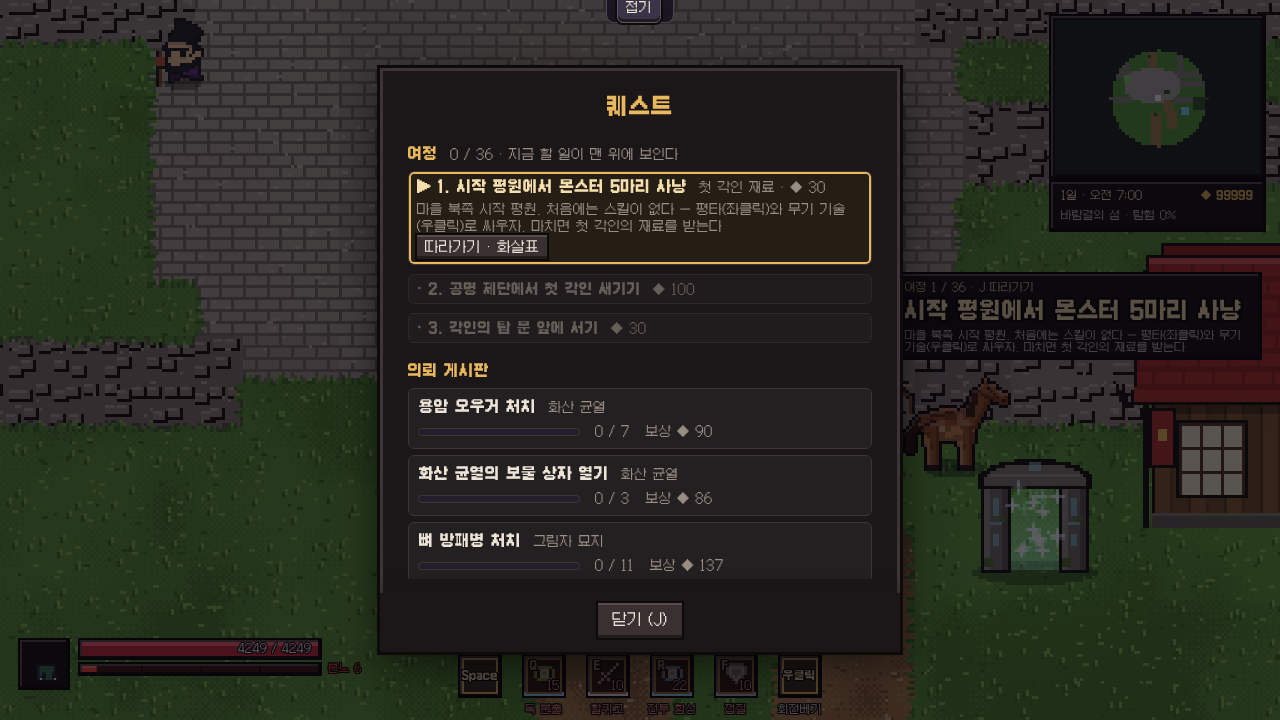 접기
퀘스트
여정 0 / 36 · 지금 할 일이 맨 위에 보인다
▶ 1. 시작 평원에서 몬스터 5마리 사냥 첫 각인 재료 · ◆ 30
마을 북쪽 시작 평원. 처음에는 스킬이 없다 — 평타(좌클릭)와 무기 기술
(우클릭)로 싸우자. 마치면 첫 각인의 재료를 받는다
따라가기 · 화살표
· 2. 공명 제단에서 첫 각인 새기기 ◆ 100
· 3. 각인의 탑 문 앞에 서기 ◆ 30
의뢰 게시판
용암 오우거 처치 화산 균열
0 / 7 보상 ◆ 90
화산 균열의 보물 상자 열기 화산 균열
0 / 3 보상 ◆ 86
뼈 방패병 처치 그림자 묘지
0 / 11 보상 ◆ 137
닫기 (J)
1일 · 오전 7:00 ◆ 99999
바람결의 섬 · 탐험 0%
여정 1 / 36 · J 따라가기
시작 평원에서 몬스터 5마리 사냥
마을 북쪽 시작 평원. 처음에는 스킬이 없다 — 평타(좌클릭)와 무기
기술(우클릭)로 싸우자. 마치면 첫 각인의 재료를 받는다
4249 / 4249
분노 6
Space
Q 15
E 10
R 22
F 10
우클릭
회전베기